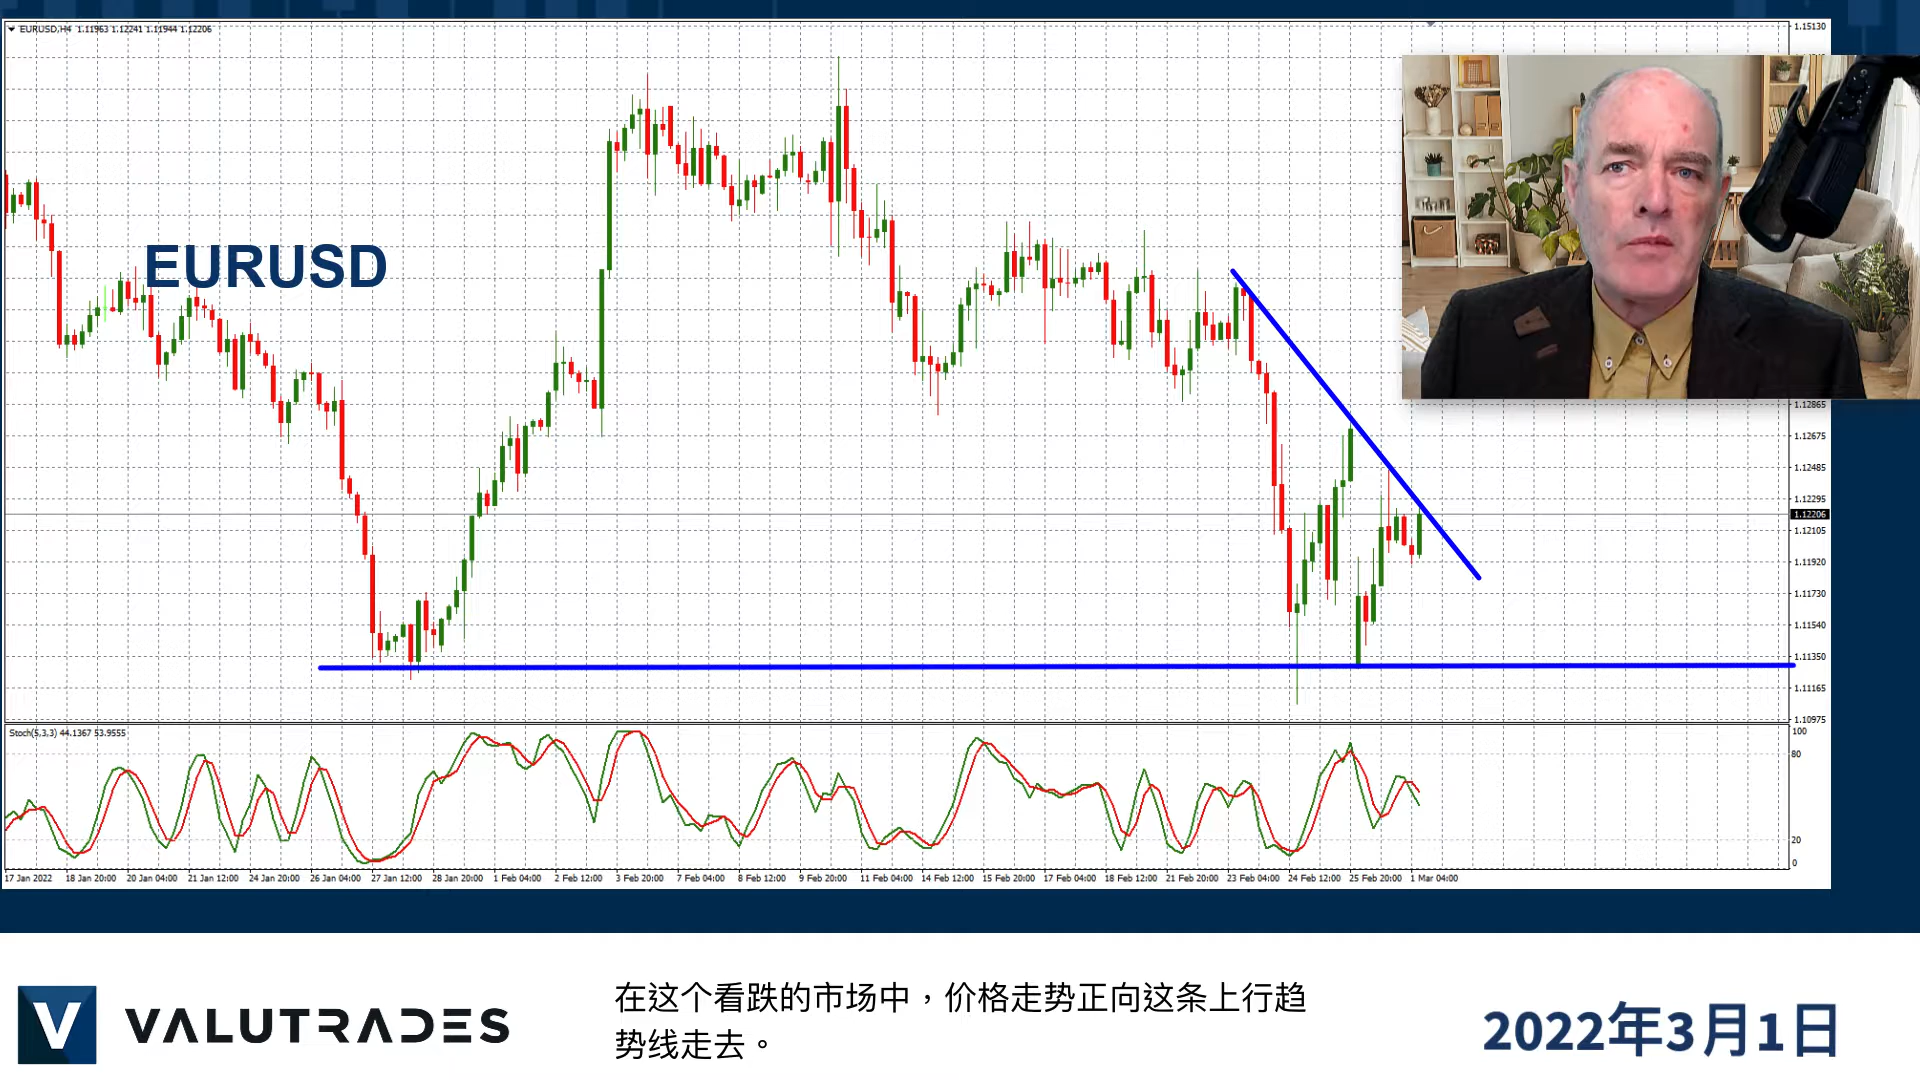 EURUSD,H4 1.11963 1.12241 1.11944 1.12206
1.15130
EURUSD
1.12865
1.12675
1.12485
1.12295
1.12206
1.12105
1.11920
1.11730
1.11540
1.11350
1.11165
1.10975
Stoch(5,3,3) 44.1367 53.9555
100
80
20
0
17 Jan 2022 18 Jan 20:00 20 Jan 04:00 21 Jan 12:00 24 Jan 20:00 26 Jan 04:00 27 Jan 12:00 28 Jan 20:00 1 Feb 04:00 2 Feb 12:00 3 Feb 20:00 7 Feb 04:00 8 Feb 12:00 9 Feb 20:00 11 Feb 04:00 14 Feb 12:00 15 Feb 20:00 17 Feb 04:00 18 Feb 12:00 21 Feb 20:00 23 Feb 04:00 24 Feb 12:00 25 Feb 20:00 1 Mar 04:00
VALUTRADES
在这个看跌的市场中，价格走势正向这条上行趋
势线走去。
2022年3月1日